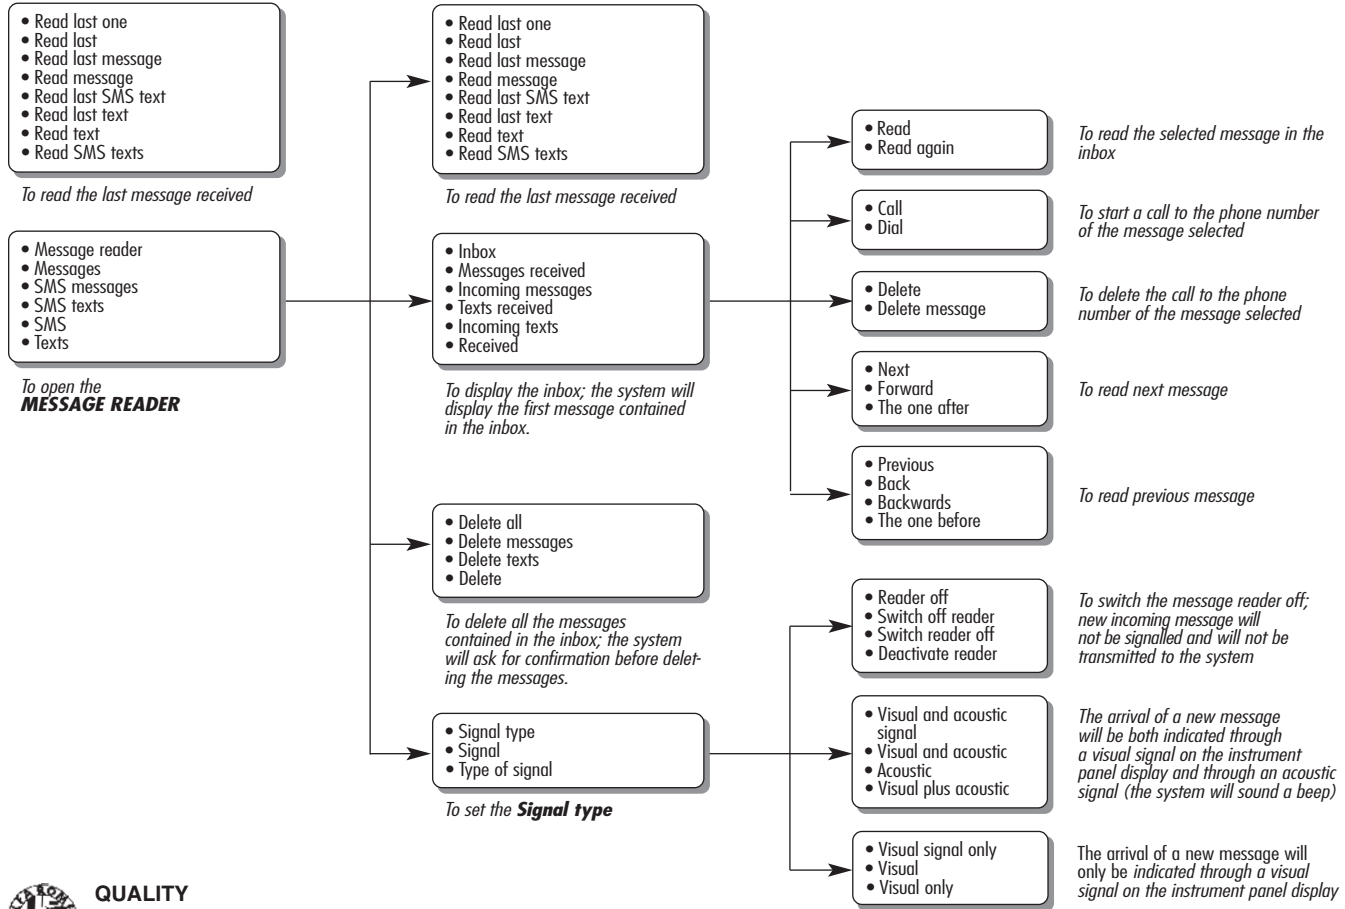 • Read last one
• Read last
• Read last message
• Read message
• Read last SMS text
• Read last text
• Read text
• Read SMS texts
To read the last message received
• Message reader
• Messages
• SMS messages
• SMS texts
• SMS
• Texts
To open the
MESSAGE READER
• Read last one
• Read last
• Read last message
• Read message
• Read last SMS text
• Read last text
• Read text
• Read SMS texts
To read the last message received
• Inbox
• Messages received
• Incoming messages
• Texts received
• Incoming texts
• Received
To display the inbox; the system will
display the first message contained
in the inbox.
• Delete all
• Delete messages
• Delete texts
• Delete
To delete all the messages
contained in the inbox; the system
will ask for confirmation before delet-
ing the messages.
• Signal type
• Signal
• Type of signal
To set the Signal type
• Read
• Read again
To read the selected message in the
inbox
• Call
• Dial
To start a call to the phone number
of the message selected
• Delete
• Delete message
To delete the call to the phone
number of the message selected
• Next
• Forward
• The one after
To read next message
• Previous
• Back
• Backwards
• The one before
To read previous message
• Reader off
• Switch off reader
• Switch reader off
• Deactivate reader
To switch the message reader off;
new incoming message will
not be signalled and will not be
transmitted to the system
• Visual and acoustic
signal
• Visual and acoustic
• Acoustic
• Visual plus acoustic
The arrival of a new message
will be both indicated through
a visual signal on the instrument
panel display and through an acoustic
signal (the system will sound a beep)
• Visual signal only
• Visual
• Visual only
The arrival of a new message will
only be indicated through a visual
signal on the instrument panel display
QUALITY